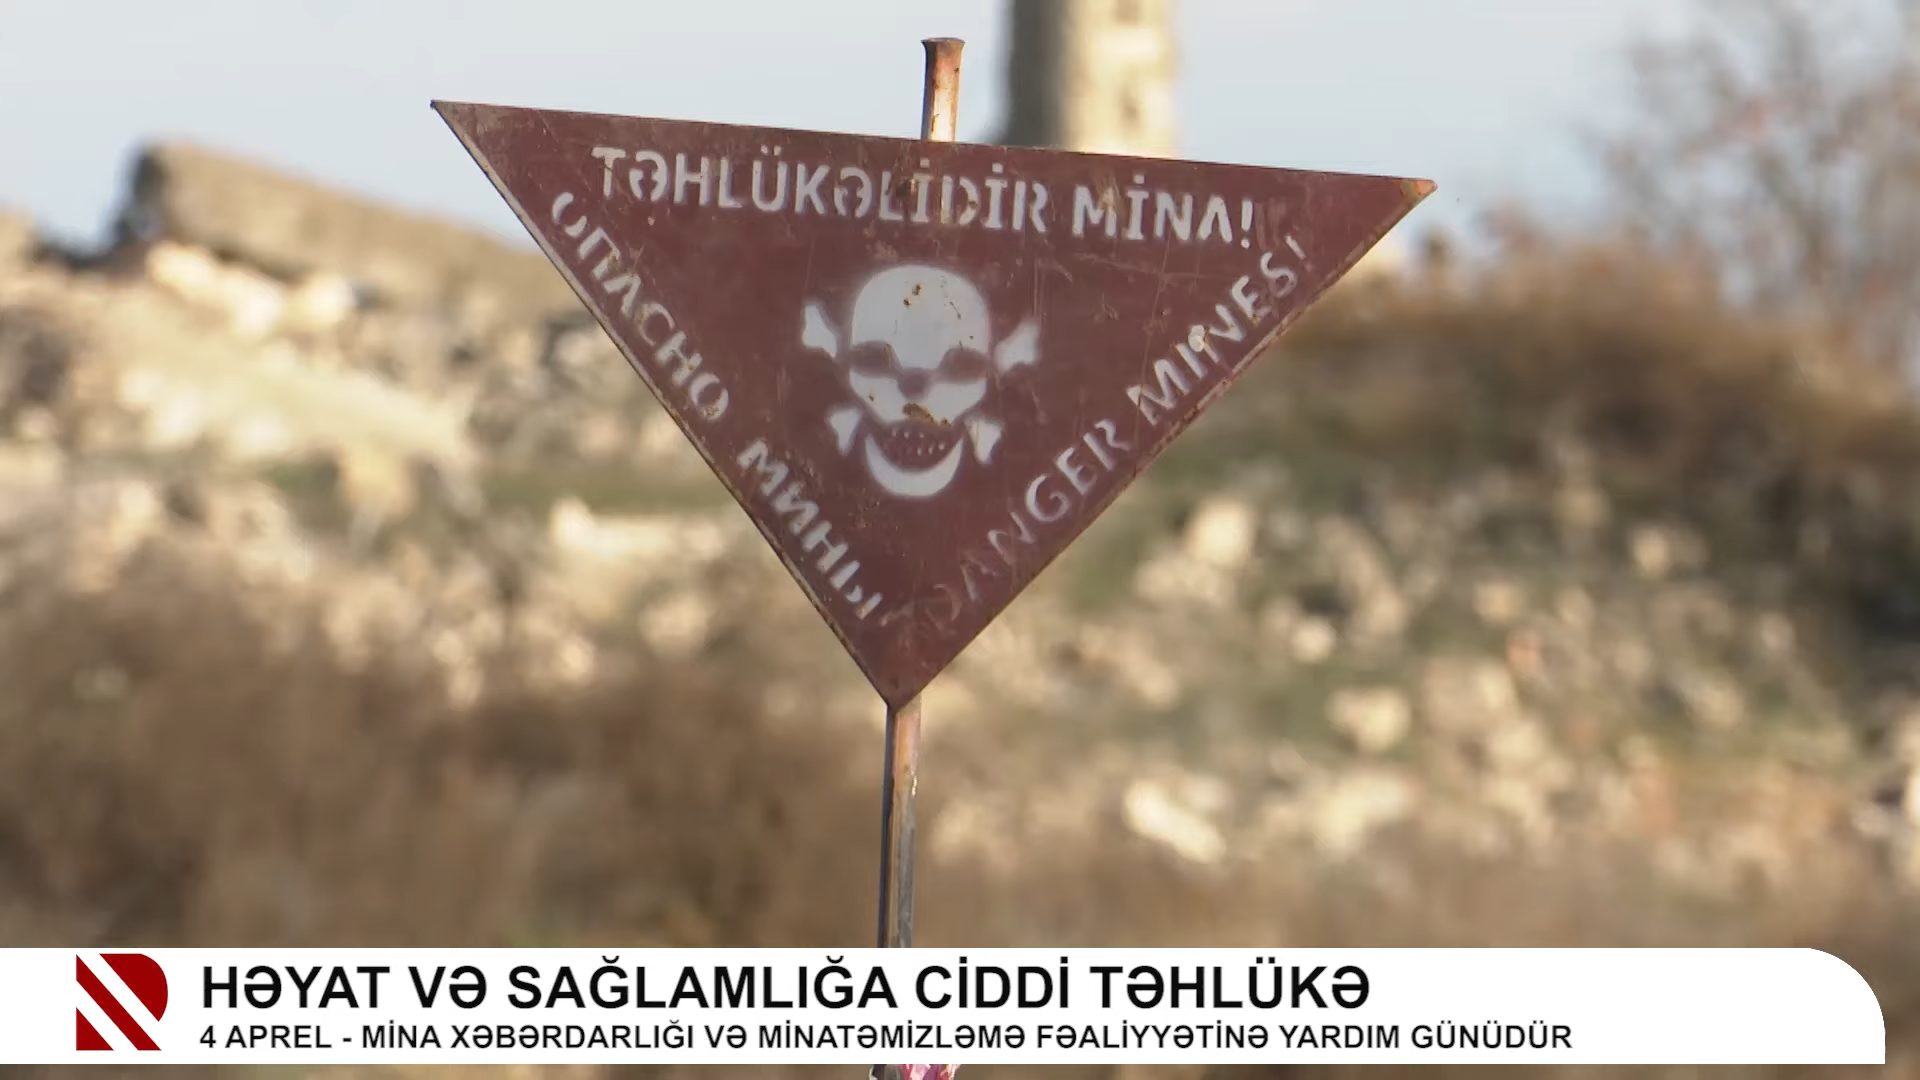 TƏHLÜKƏLİDİR MİNA!
ОПАСНО МИНЫ
DANGER MINES!
HƏYAT VƏ SAĞLAMLIĞA CİDDİ TƏHLÜKƏ
4 APREL - MİNA XƏBƏRDARLIĞI VƏ MİNATƏMİZLƏMƏ FƏALİYYƏTİNƏ YARDIM GÜNÜDÜR